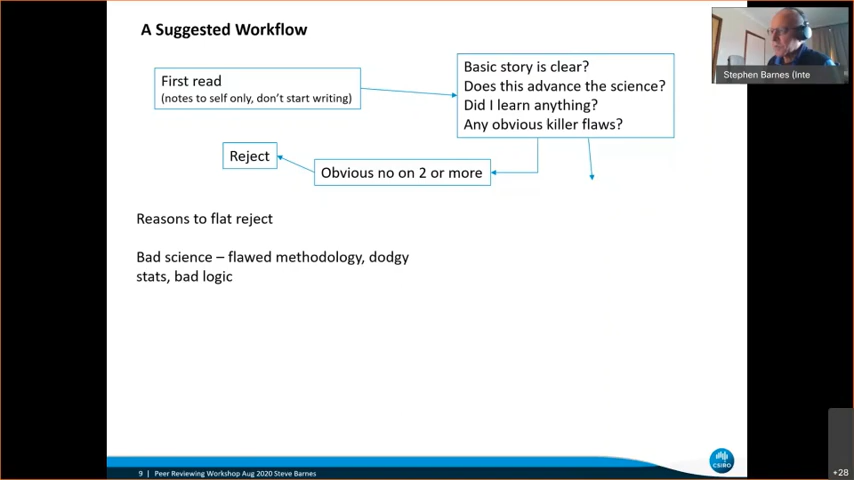 A Suggested Workflow
First read
(notes to self only, don't start writing)
Basic story is clear?
Does this advance the science?
Did I learn anything?
Any obvious killer flaws?
Reject
Obvious no on 2 or more
Reasons to flat reject
Bad science – flawed methodology, dodgy
stats, bad logic
9 | Peer Reviewing Workshop Aug 2020 Steve Barnes
CSIRO
Stephen Barnes (Inte
+28